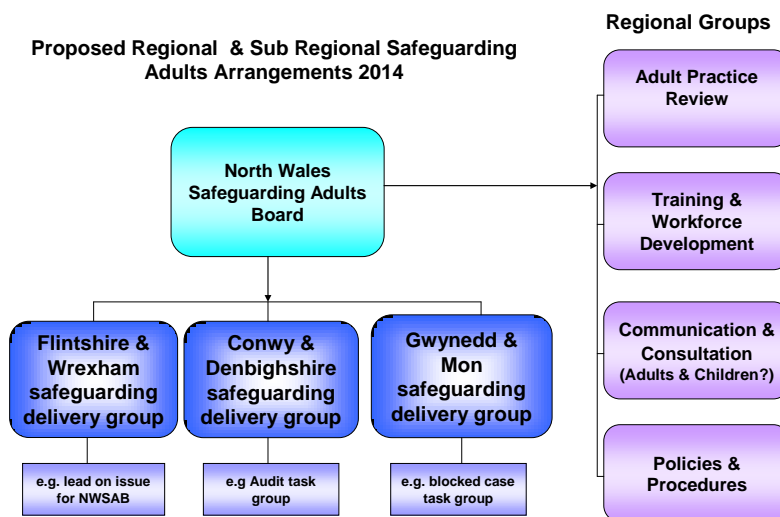 Proposed Regional & Sub Regional Safeguarding
Adults Arrangements 2014
Regional Groups
Adult Practice
Review
North Wales
Safeguarding Adults
Board
Training &
Workforce
Development
Communication &
Consultation
(Adults & Children?)
Policies &
Procedures
Flintshire &
Wrexham
safeguarding
delivery group
Conwy &
Denbighshire
safeguarding
delivery group
Gwynedd &
Mon
safeguarding
delivery group
e.g. lead on issue
for NWSAB
e.g Audit task
group
e.g. blocked case
task group